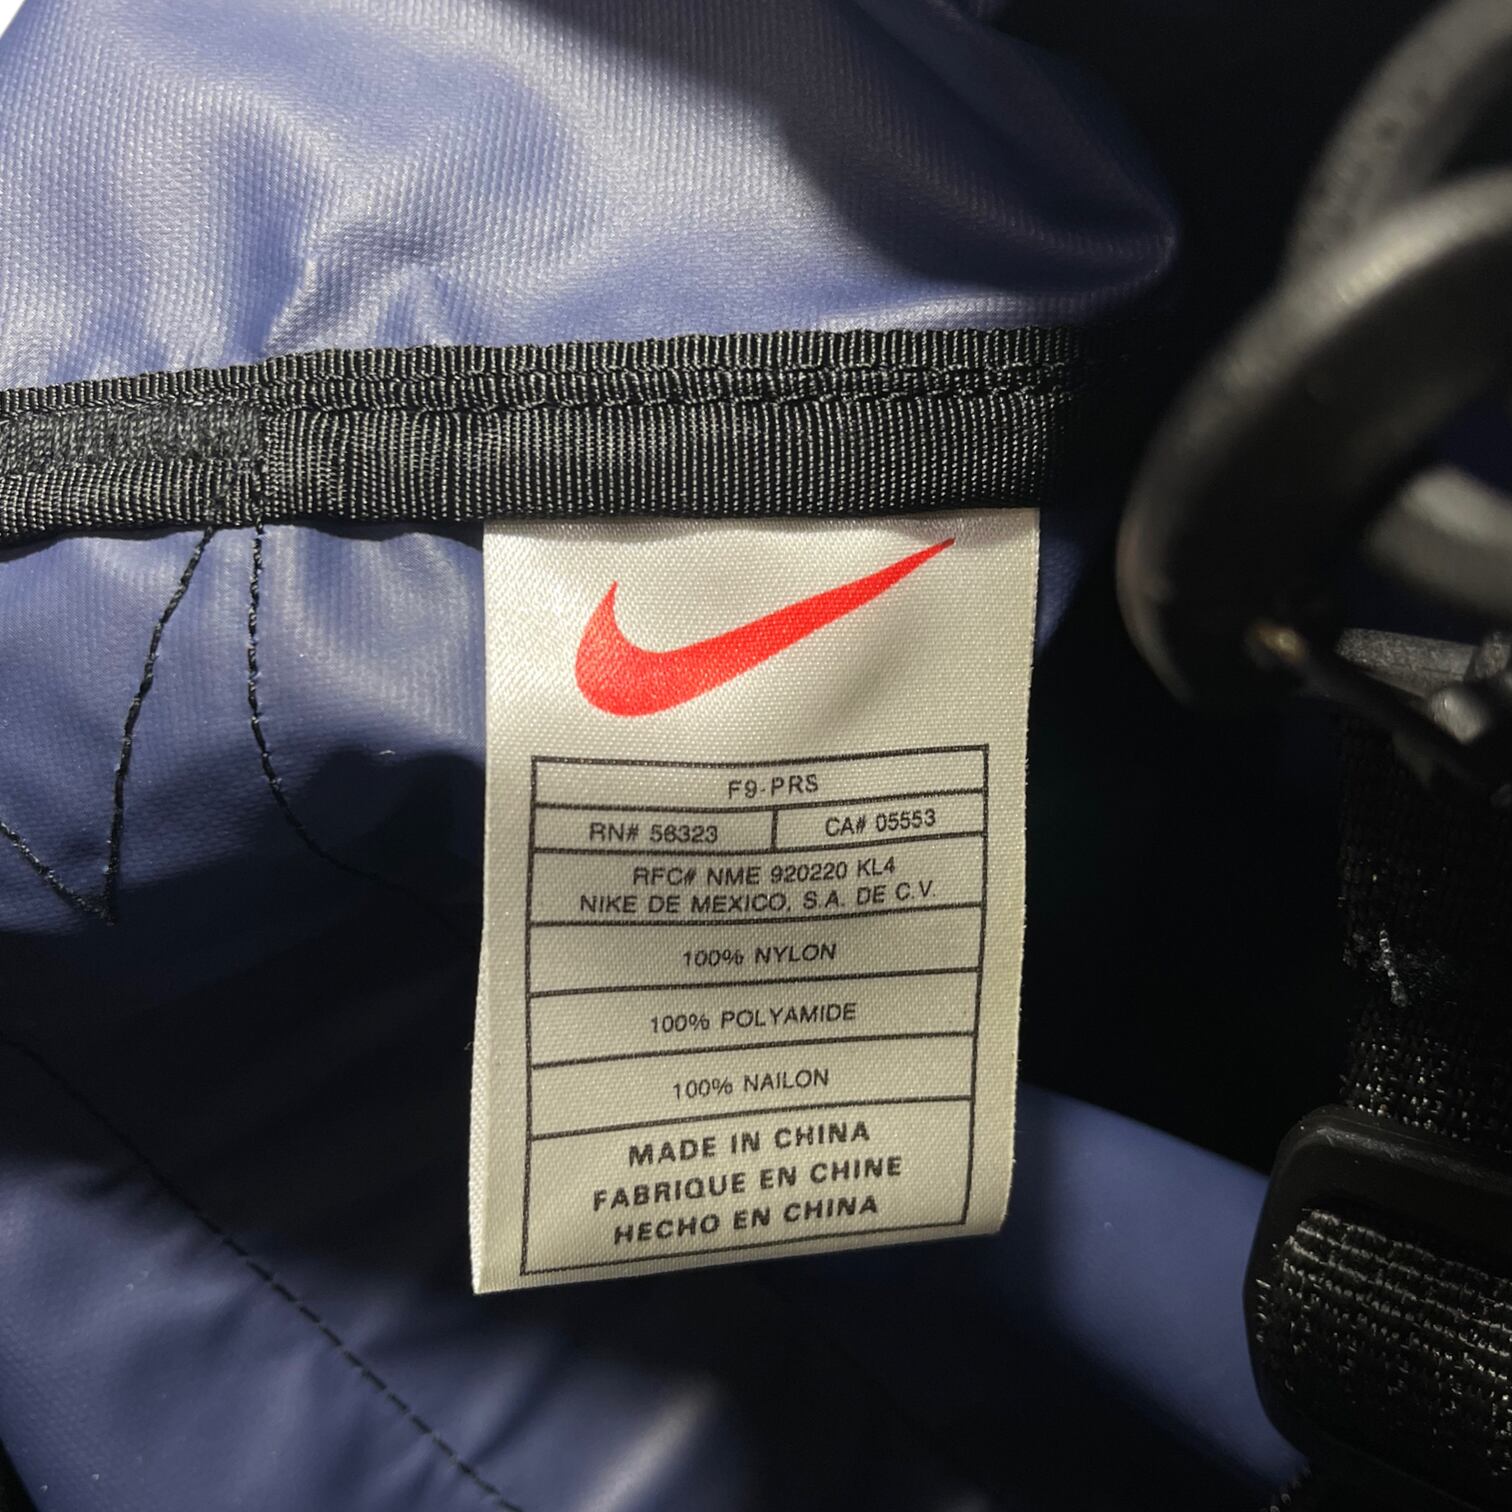 F9-PRS
RN# 56323
CA# 05553
RFC# NME 920220 KL4
NIKE DE MEXICO, S.A. DE C.V.
100% NYLON
100% POLYAMIDE
100% NAILON
MADE IN CHINA
FABRIQUE EN CHINE
HECHO EN CHINA